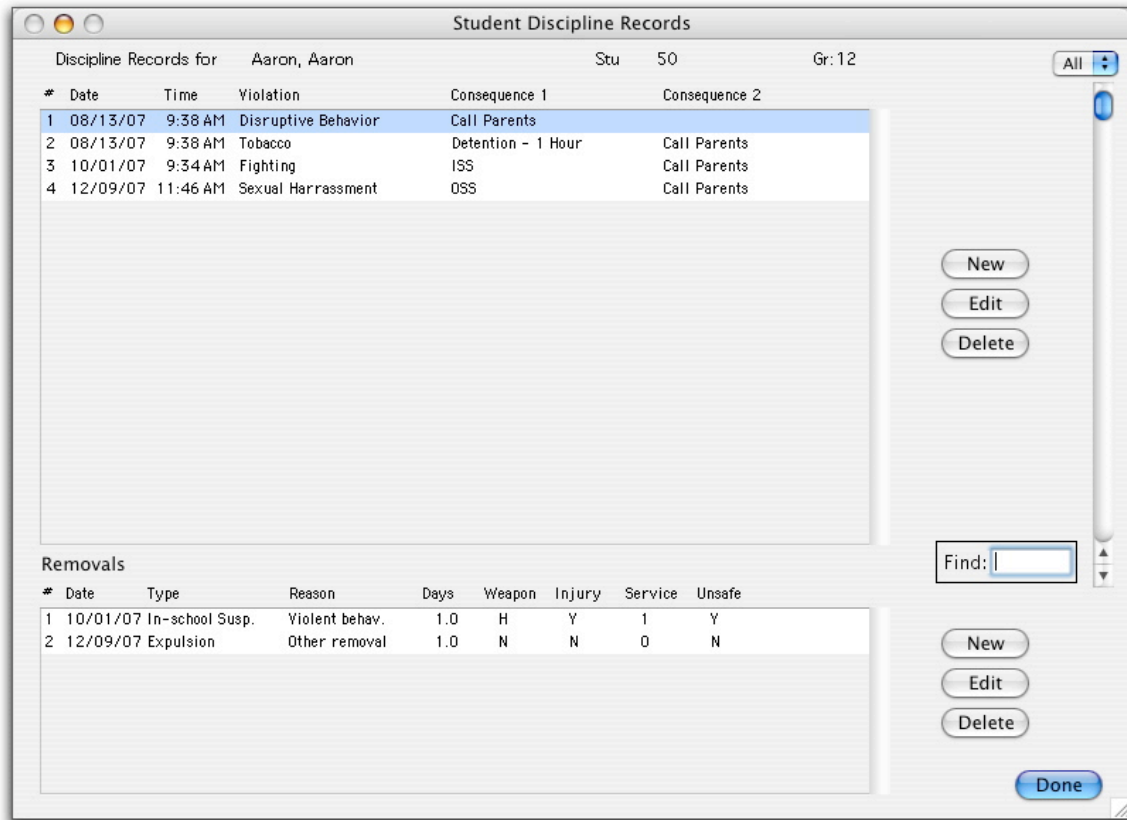 Student Discipline Records
Discipline Records for Aaron, Aaron Stu 50 Gr: 12 All
# Date Time Violation Consequence 1 Consequence 2
1 08/13/07 9:38 AM Disruptive Behavior Call Parents
2 08/13/07 9:38 AM Tobacco Detention - 1 Hour Call Parents
3 10/01/07 9:34 AM Fighting ISS Call Parents
4 12/09/07 11:46 AM Sexual Harrassment OSS Call Parents
New
Edit
Delete
Find:
Removals
# Date Type Reason Days Weapon Injury Service Unsafe
1 10/01/07 In-school Susp. Violent behav. 1.0 H Y 1 Y
2 12/09/07 Expulsion Other removal 1.0 N N 0 N
New
Edit
Delete
Done